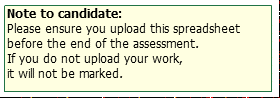 Note to candidate:
Please ensure you upload this spreadsheet
before the end of the assessment.
If you do not upload your work,
it will not be marked.